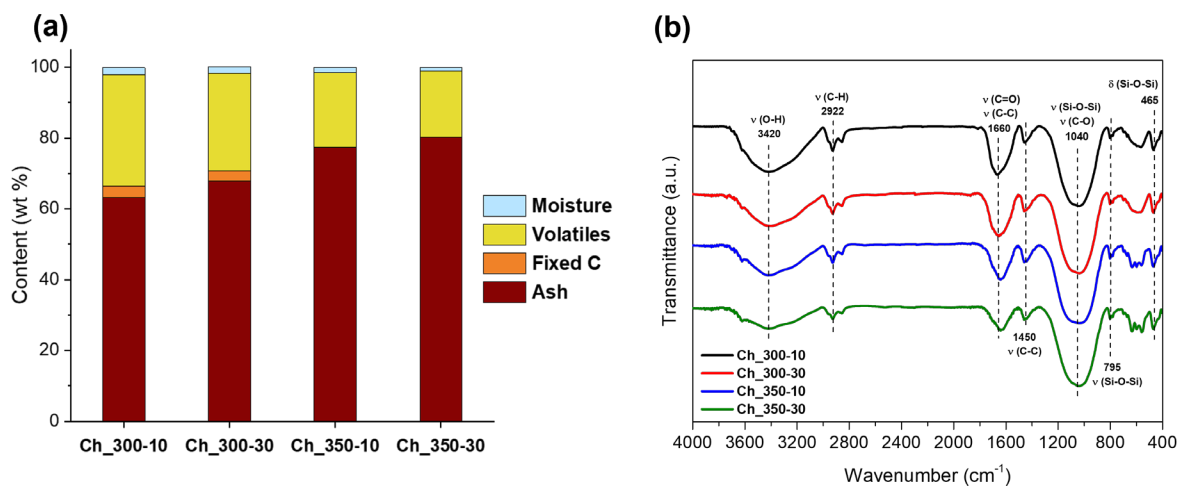 (a)
Content (wt %)
100
80
60
40
20
0
Ch_300-10
Ch_300-30
Ch_350-10
Ch_350-30
Moisture
Volatiles
Fixed C
Ash
(b)
Transmittance (a.u.)
ν (O-H)
3420
ν (C-H)
2922
ν (C=O)
ν (C-C)
1660
ν (Si-O-Si)
ν (C-O)
1040
δ (Si-O-Si)
465
1450
ν (C-C)
795
ν (Si-O-Si)
Ch_300-10
Ch_300-30
Ch_350-10
Ch_350-30
4000 3600 3200 2800 2400 2000 1600 1200 800 400
Wavenumber (cm⁻¹)